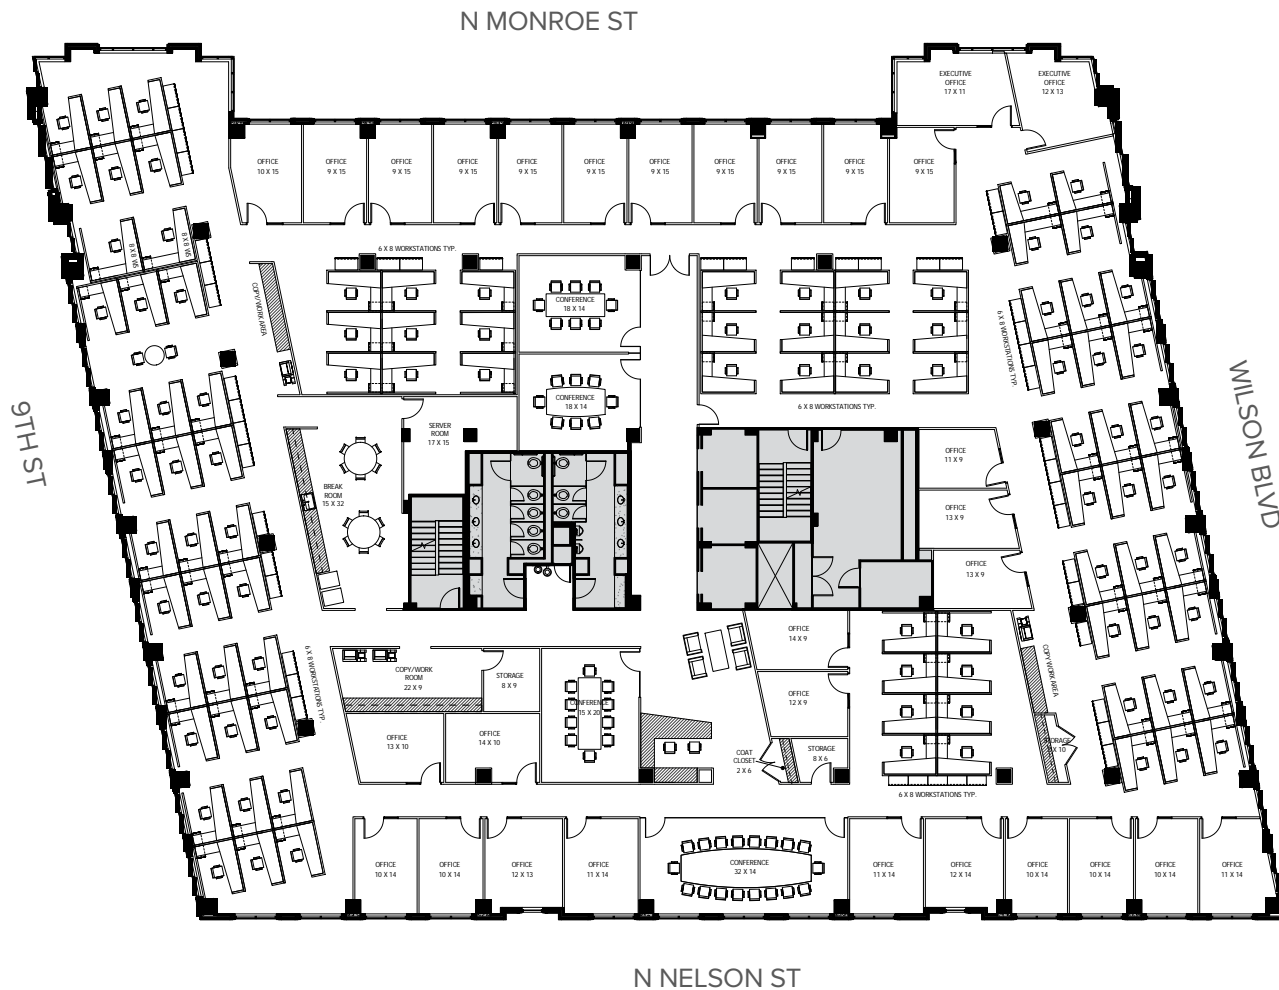 N MONROE ST
EXECUTIVE
OFFICE
17 X 11
EXECUTIVE
OFFICE
12 X 13
OFFICE
10 X 15
OFFICE
9 X 15
OFFICE
9 X 15
OFFICE
9 X 15
OFFICE
9 X 15
OFFICE
9 X 15
OFFICE
9 X 15
OFFICE
9 X 15
OFFICE
9 X 15
OFFICE
9 X 15
OFFICE
9 X 15
8 X 8 WS
8 X 8 WS
6 X 8 WORKSTATIONS TYP.
COPY/WORK AREA
CONFERENCE
18 X 14
6 X 8 WORKSTATIONS TYP.
CONFERENCE
18 X 14
6 X 8 WORKSTATIONS TYP.
9TH ST
WILSON BLVD
SERVER
ROOM
17 X 15
OFFICE
11 X 9
BREAK
ROOM
15 X 32
OFFICE
13 X 9
OFFICE
13 X 9
OFFICE
14 X 9
6 X 8 WORKSTATIONS TYP.
COPY/WORK
ROOM
22 X 9
STORAGE
8 X 9
CONFERENCE
15 X 20
OFFICE
12 X 9
COPY/WORK AREA
OFFICE
13 X 10
OFFICE
14 X 10
COAT
CLOSET
2 X 6
STORAGE
8 X 6
STORAGE
6 X 8 WORKSTATIONS TYP.
OFFICE
10 X 14
OFFICE
10 X 14
OFFICE
12 X 13
OFFICE
11 X 14
CONFERENCE
32 X 14
OFFICE
11 X 14
OFFICE
12 X 14
OFFICE
10 X 14
OFFICE
10 X 14
OFFICE
10 X 14
OFFICE
11 X 14
N NELSON ST